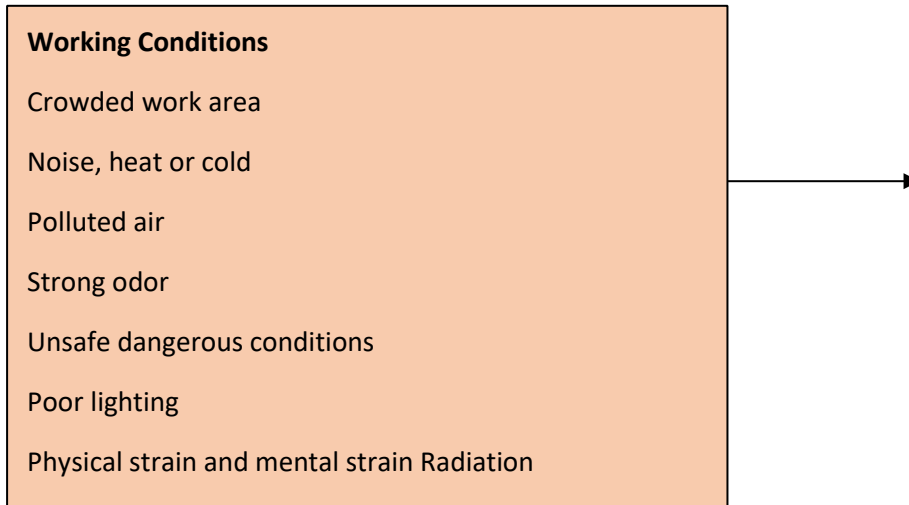 Working Conditions
Crowded work area
Noise, heat or cold
Polluted air
Strong odor
Unsafe dangerous conditions
Poor lighting
Physical strain and mental strain Radiation